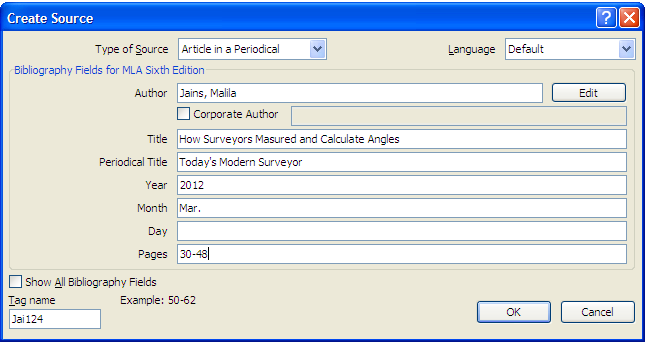 Create Source
Type of Source Article in a Periodical Language Default
Bibliography Fields for MLA Sixth Edition
Author Jains, Malila Edit
Corporate Author
Title How Surveyors Masured and Calculate Angles
Periodical Title Today's Modern Surveyor
Year 2012
Month Mar.
Day
Pages 30-48
Show All Bibliography Fields
Tag name Example: 50-62
Jai124 OK Cancel